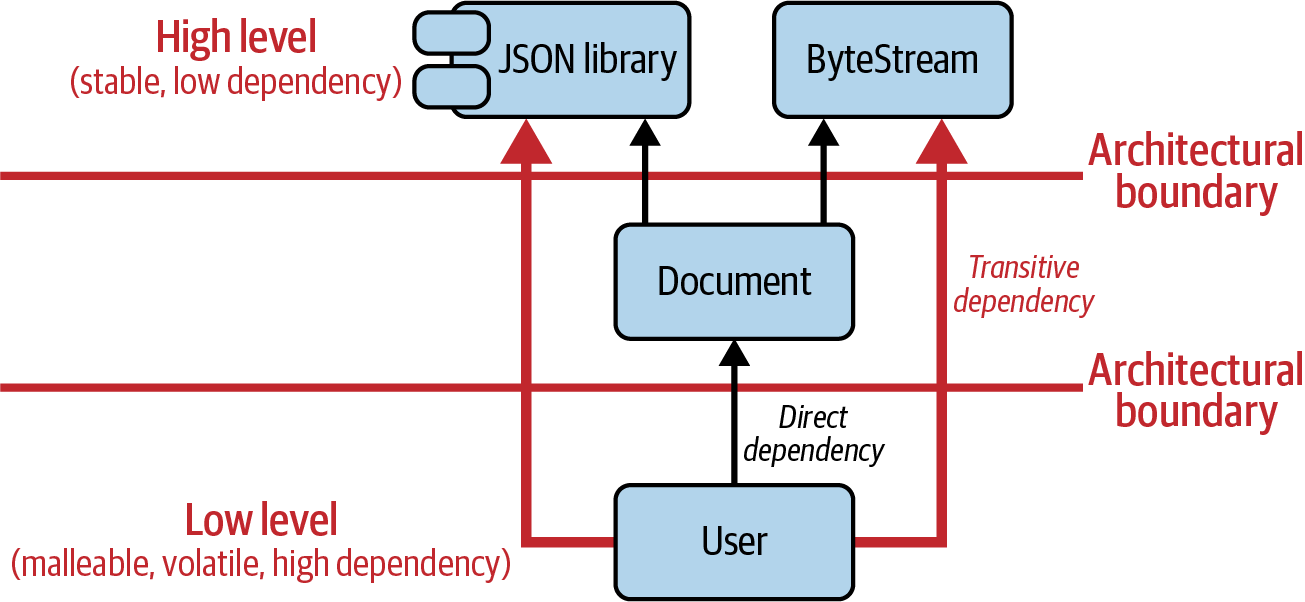 High level
(stable, low dependency)
JSON library
ByteStream
Architectural
boundary
Document
Transitive
dependency
Architectural
boundary
Direct
dependency
Low level
(malleable, volatile, high dependency)
User